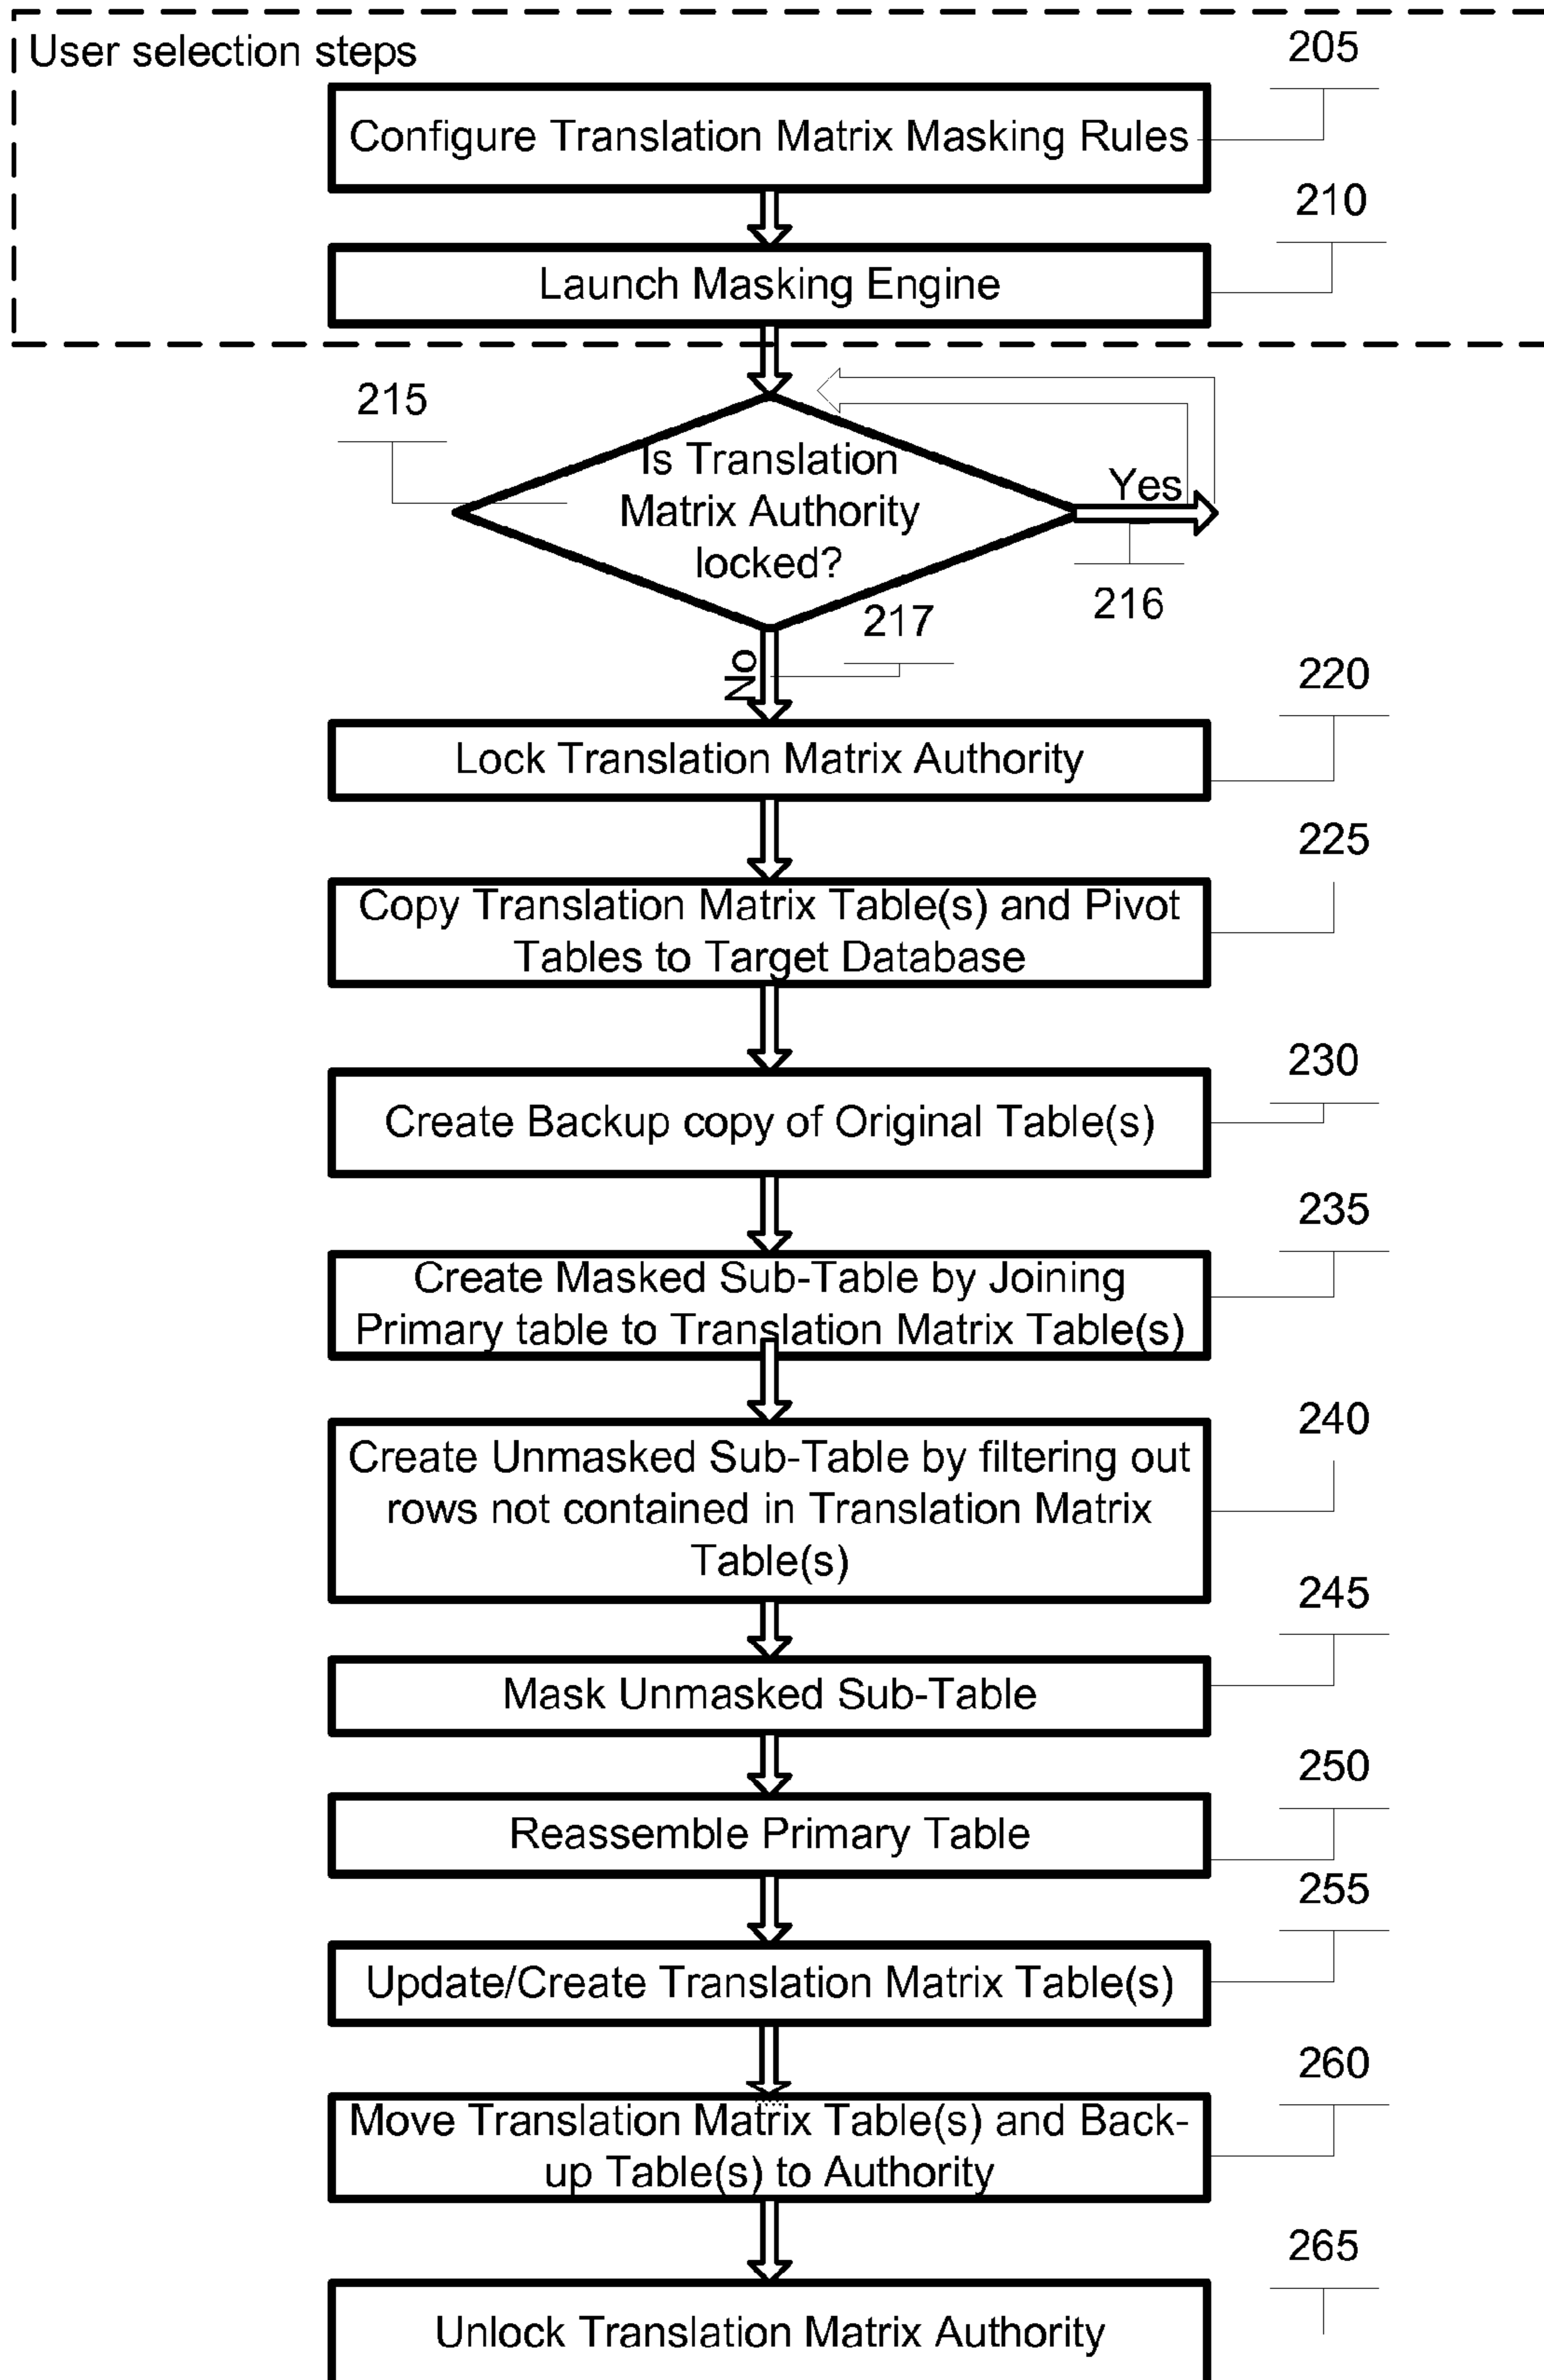 User selection steps
205
Configure Translation Matrix Masking Rules
210
Launch Masking Engine
215
Is Translation
Matrix Authority
locked?
Yes
216
217
No
220
Lock Translation Matrix Authority
225
Copy Translation Matrix Table(s) and Pivot
Tables to Target Database
230
Create Backup copy of Original Table(s)
235
Create Masked Sub-Table by Joining
Primary table to Translation Matrix Table(s)
240
Create Unmasked Sub-Table by filtering out
rows not contained in Translation Matrix
Table(s)
245
Mask Unmasked Sub-Table
250
Reassemble Primary Table
255
Update/Create Translation Matrix Table(s)
260
Move Translation Matrix Table(s) and Back-
up Table(s) to Authority
265
Unlock Translation Matrix Authority